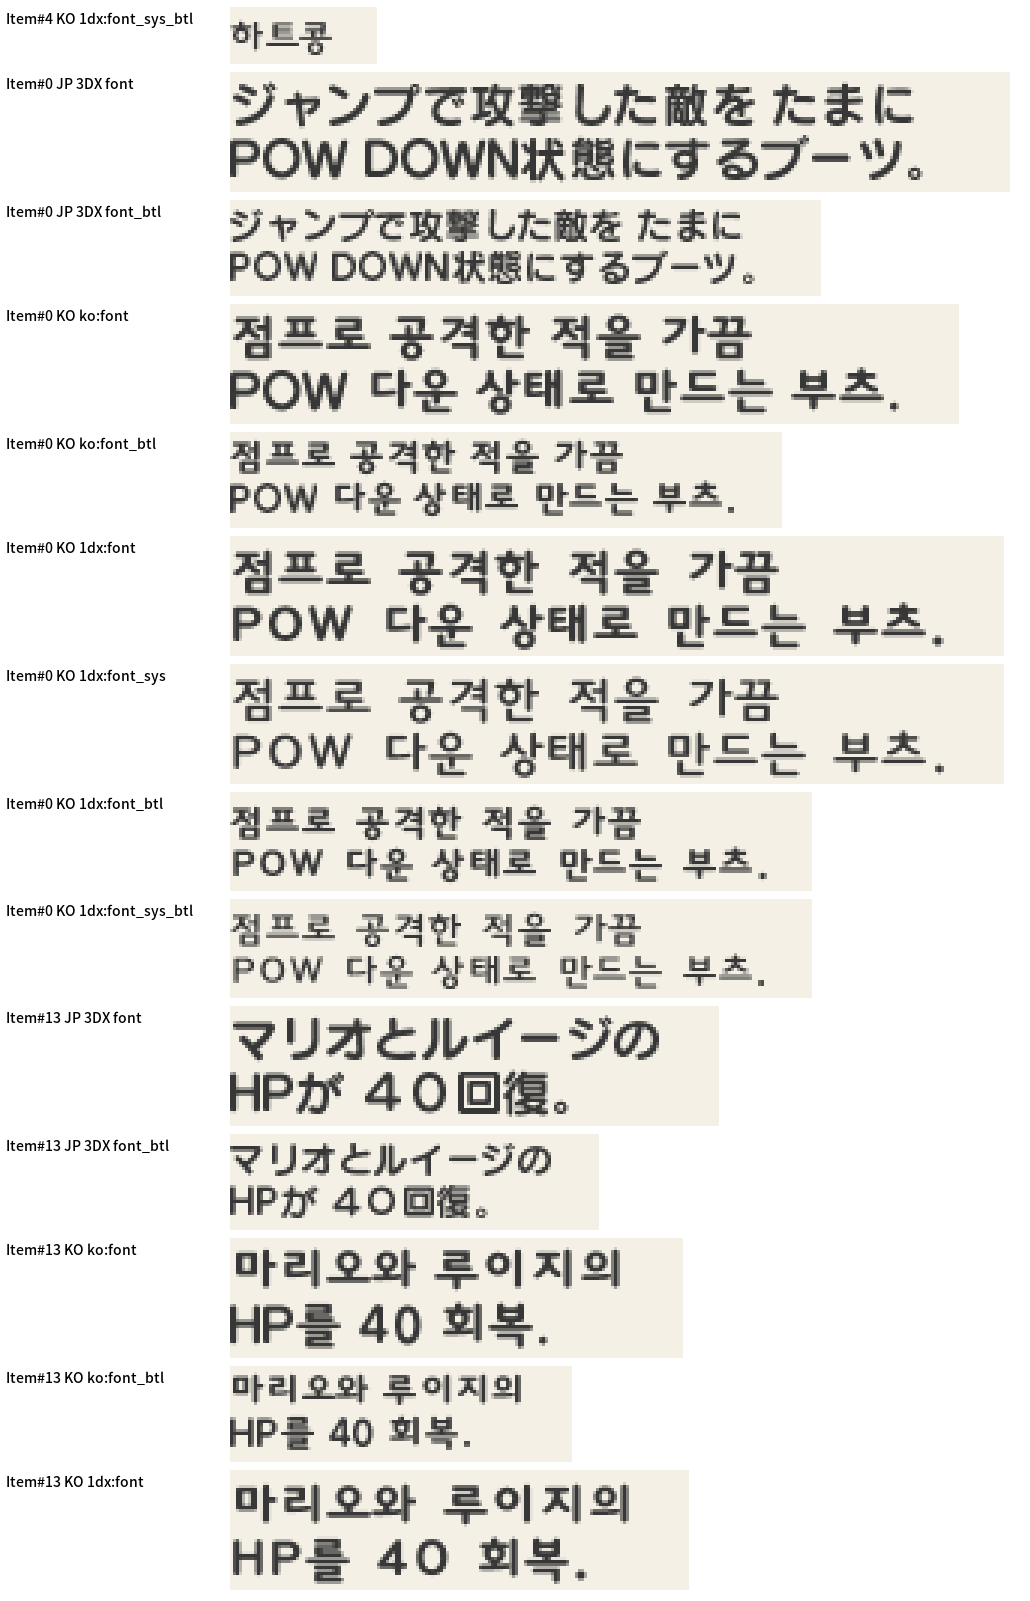 Item#4 KO 1dx:font_sys_btl
하트콩
Item#0 JP 3DX font
ジャンプで攻撃した敵を たまに
POW DOWN状態にするブーツ。
Item#0 JP 3DX font_btl
ジャンプで攻撃した敵を たまに
POW DOWN状態にするブーツ。
Item#0 KO ko:font
점프로 공격한 적을 가끔
POW 다운 상태로 만드는 부츠.
Item#0 KO ko:font_btl
점프로 공격한 적을 가끔
POW 다운 상태로 만드는 부츠.
Item#0 KO 1dx:font
점프로 공격한 적을 가끔
POW 다운 상태로 만드는 부츠.
Item#0 KO 1dx:font_sys
점프로 공격한 적을 가끔
POW 다운 상태로 만드는 부츠.
Item#0 KO 1dx:font_btl
점프로 공격한 적을 가끔
POW 다운 상태로 만드는 부츠.
Item#0 KO 1dx:font_sys_btl
점프로 공격한 적을 가끔
POW 다운 상태로 만드는 부츠.
Item#13 JP 3DX font
マリオとルイージの
HPが 40回復。
Item#13 JP 3DX font_btl
マリオとルイージの
HPが 40回復。
Item#13 KO ko:font
마리오와 루이지의
HP를 40 회복.
Item#13 KO ko:font_btl
마리오와 루이지의
HP를 40 회복.
Item#13 KO 1dx:font
마리오와 루이지의
HP를 40 회복.